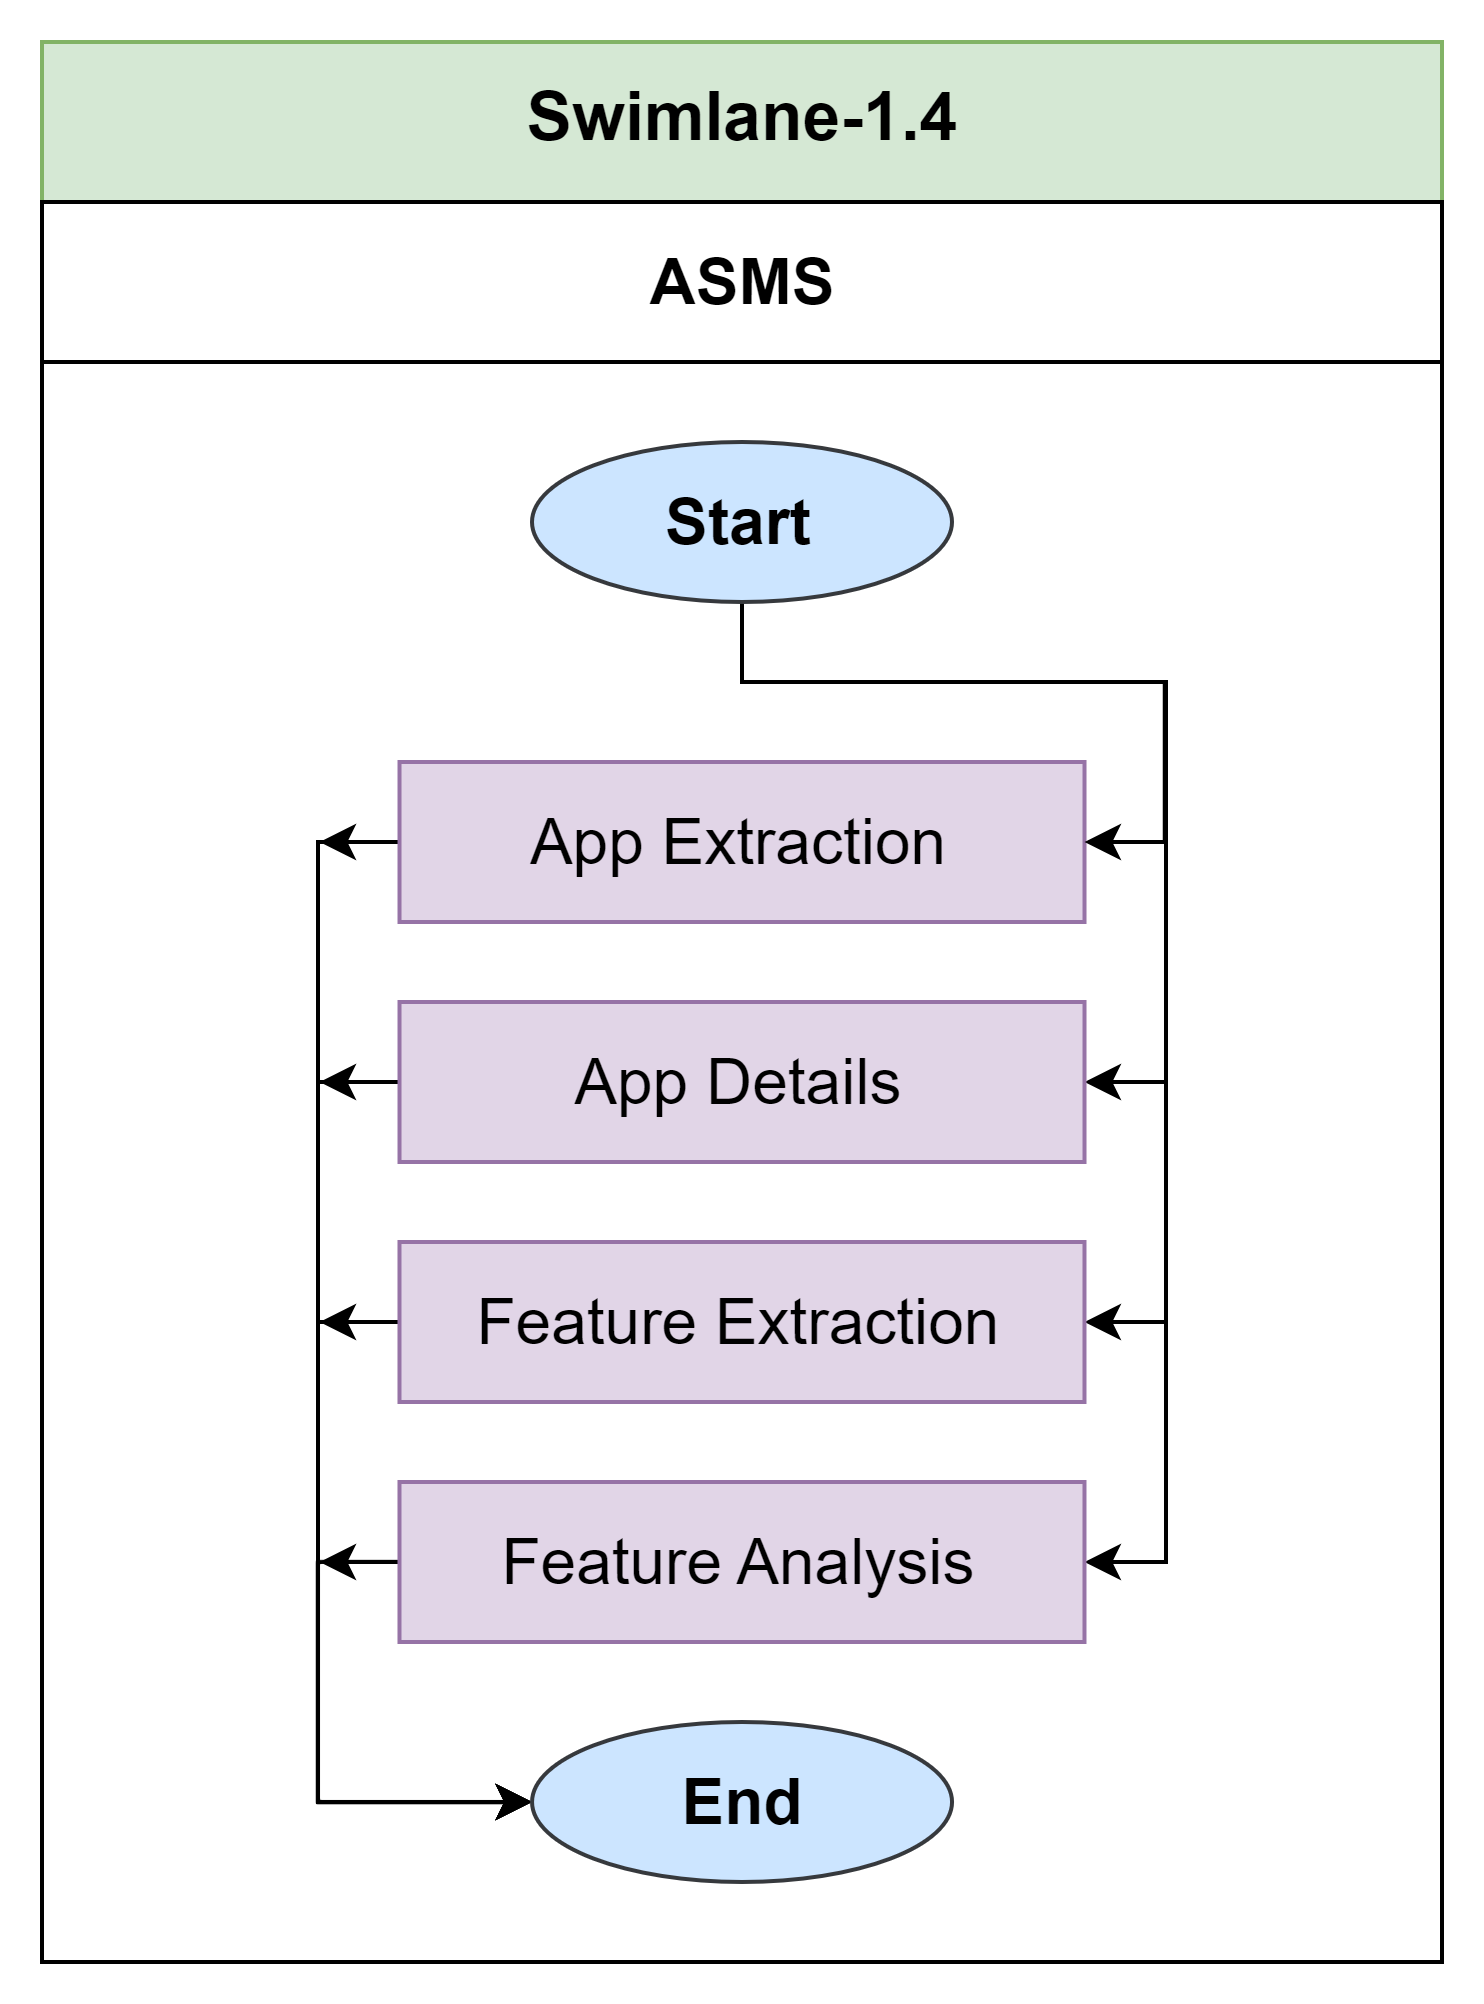 Swimlane-1.4
ASMS
Start
App Extraction
App Details
Feature Extraction
Feature Analysis
End